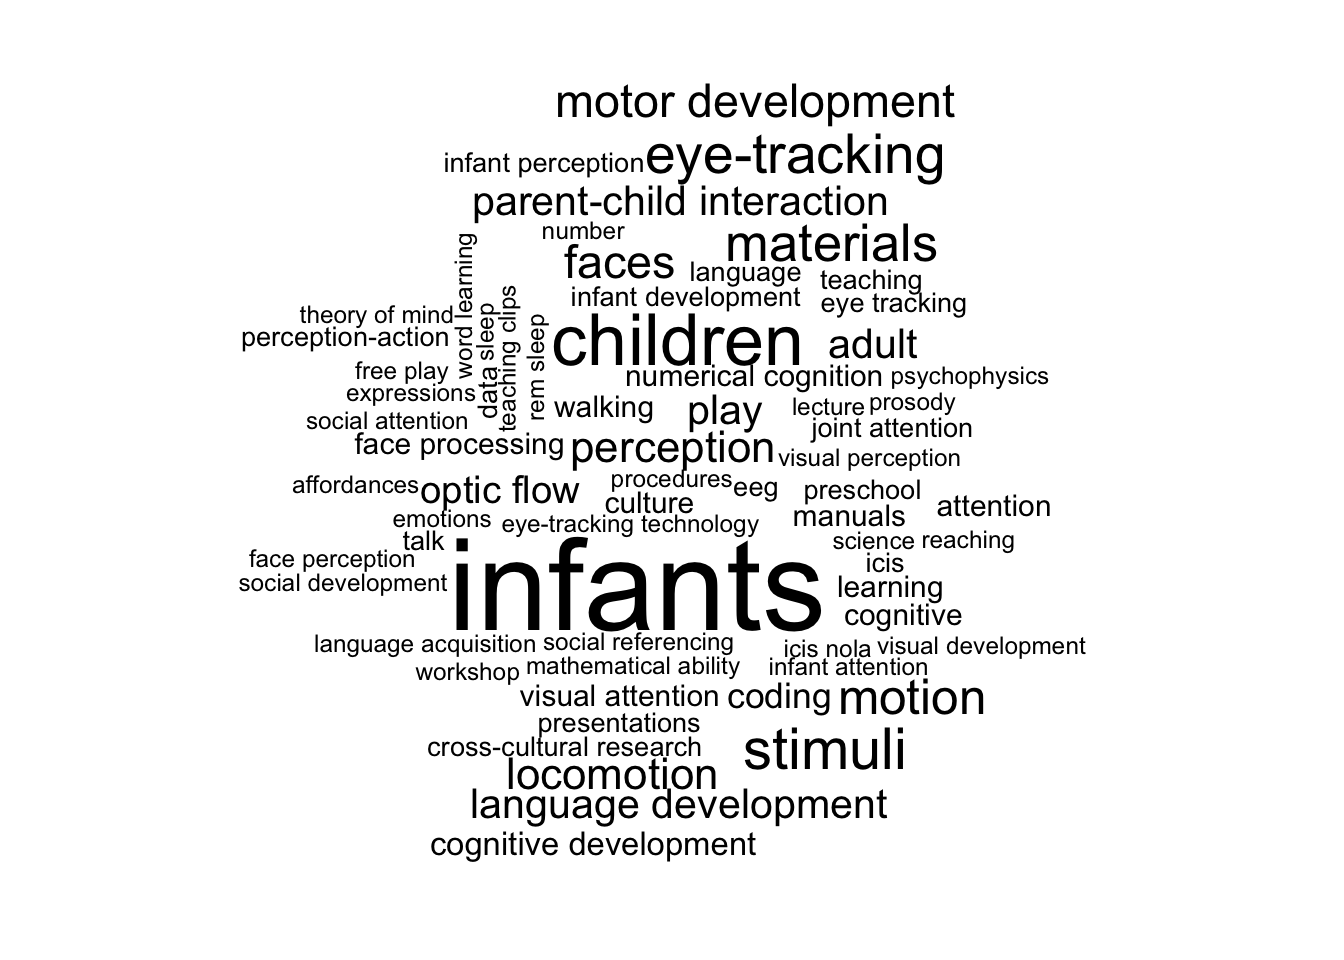 motor development
infant perception eye-tracking
parent-child interaction
number materials
faces language teaching
infant development eye tracking
word learning
data sleep
teaching clips
rem sleep
theory of mind
perception-action children adult
free play numerical cognition psychophysics
expressions walking play lecture prosody
social attention joint attention
face processing perception visual perception
affordances optic flow procedures eeg preschool
culture manuals attention
emotions eye-tracking technology
talk science reaching
face perception infants icis
social development learning
cognitive
language acquisition social referencing icis nola visual development
workshop mathematical ability infant attention
visual attention coding motion
presentations
cross-cultural research stimuli
locomotion
language development
cognitive development